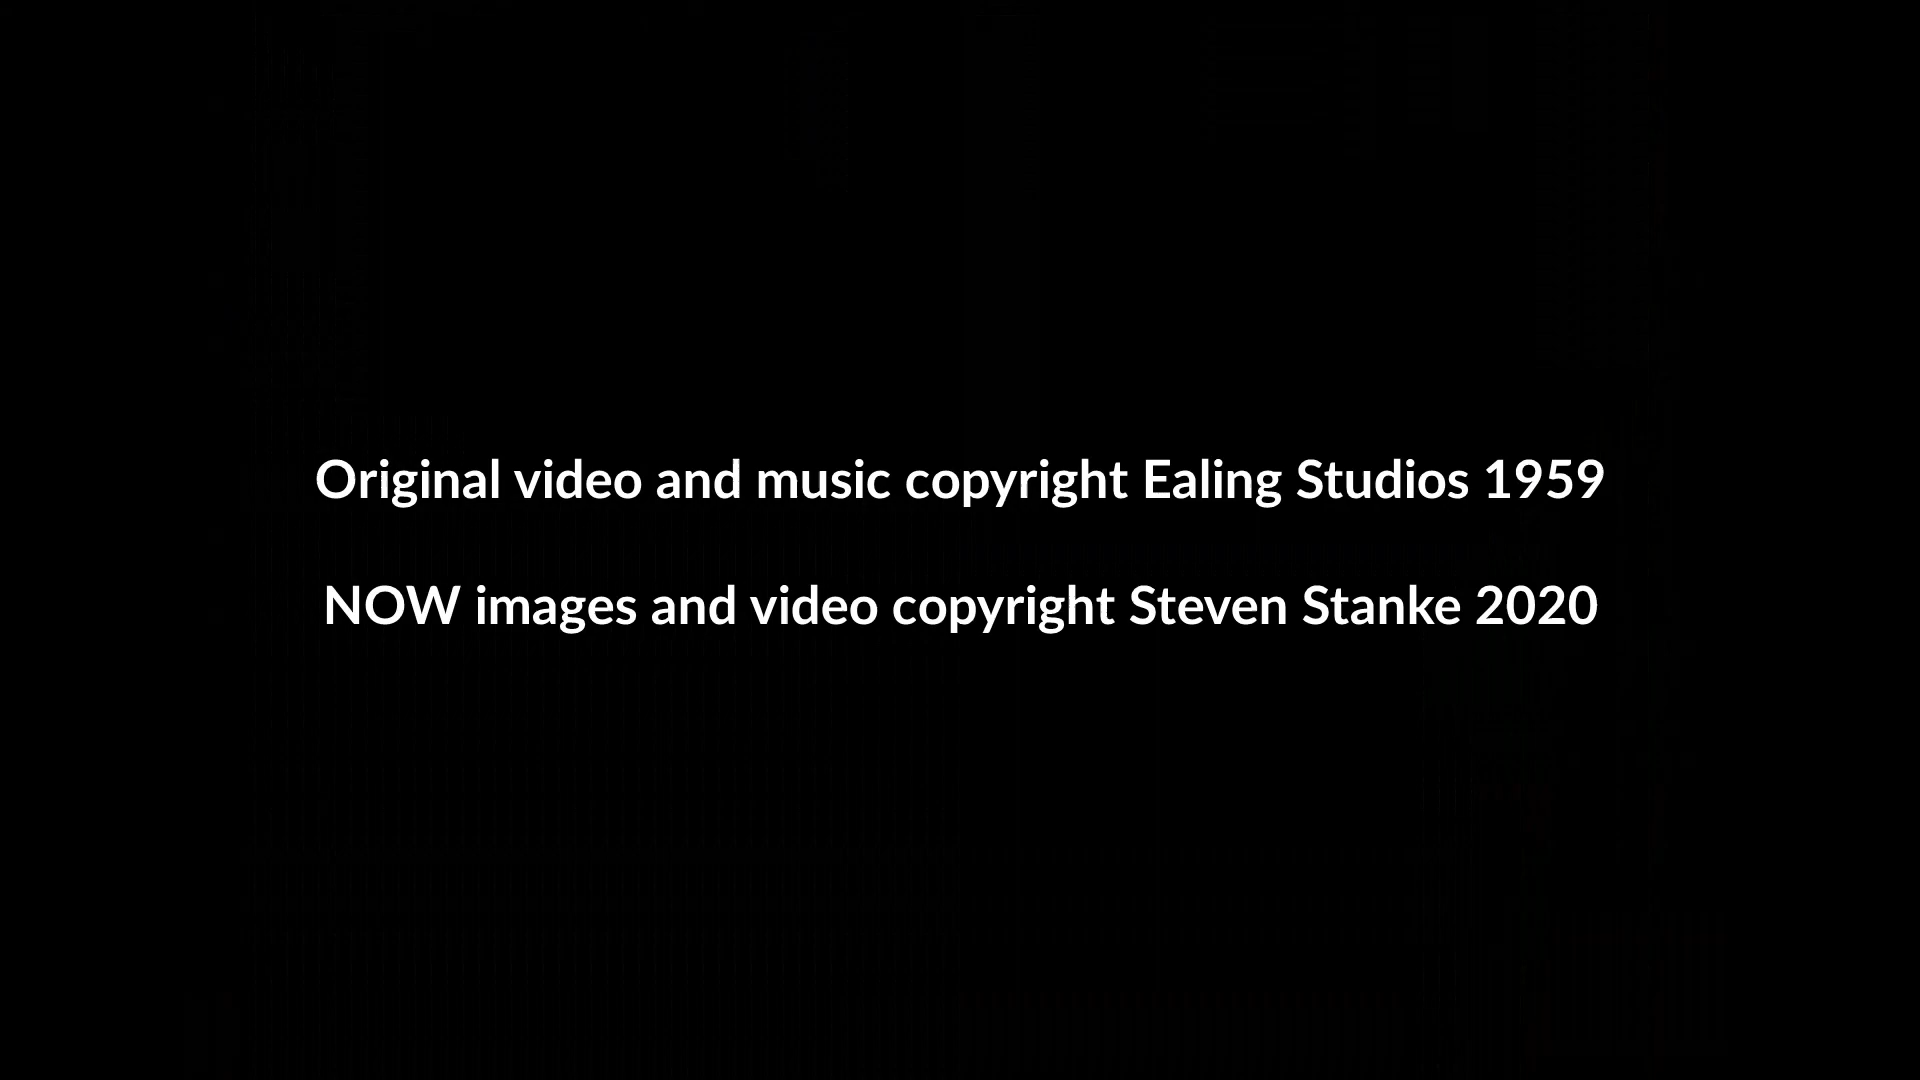 Original video and music copyright Ealing Studios 1959
NOW images and video copyright Steven Stanke 2020